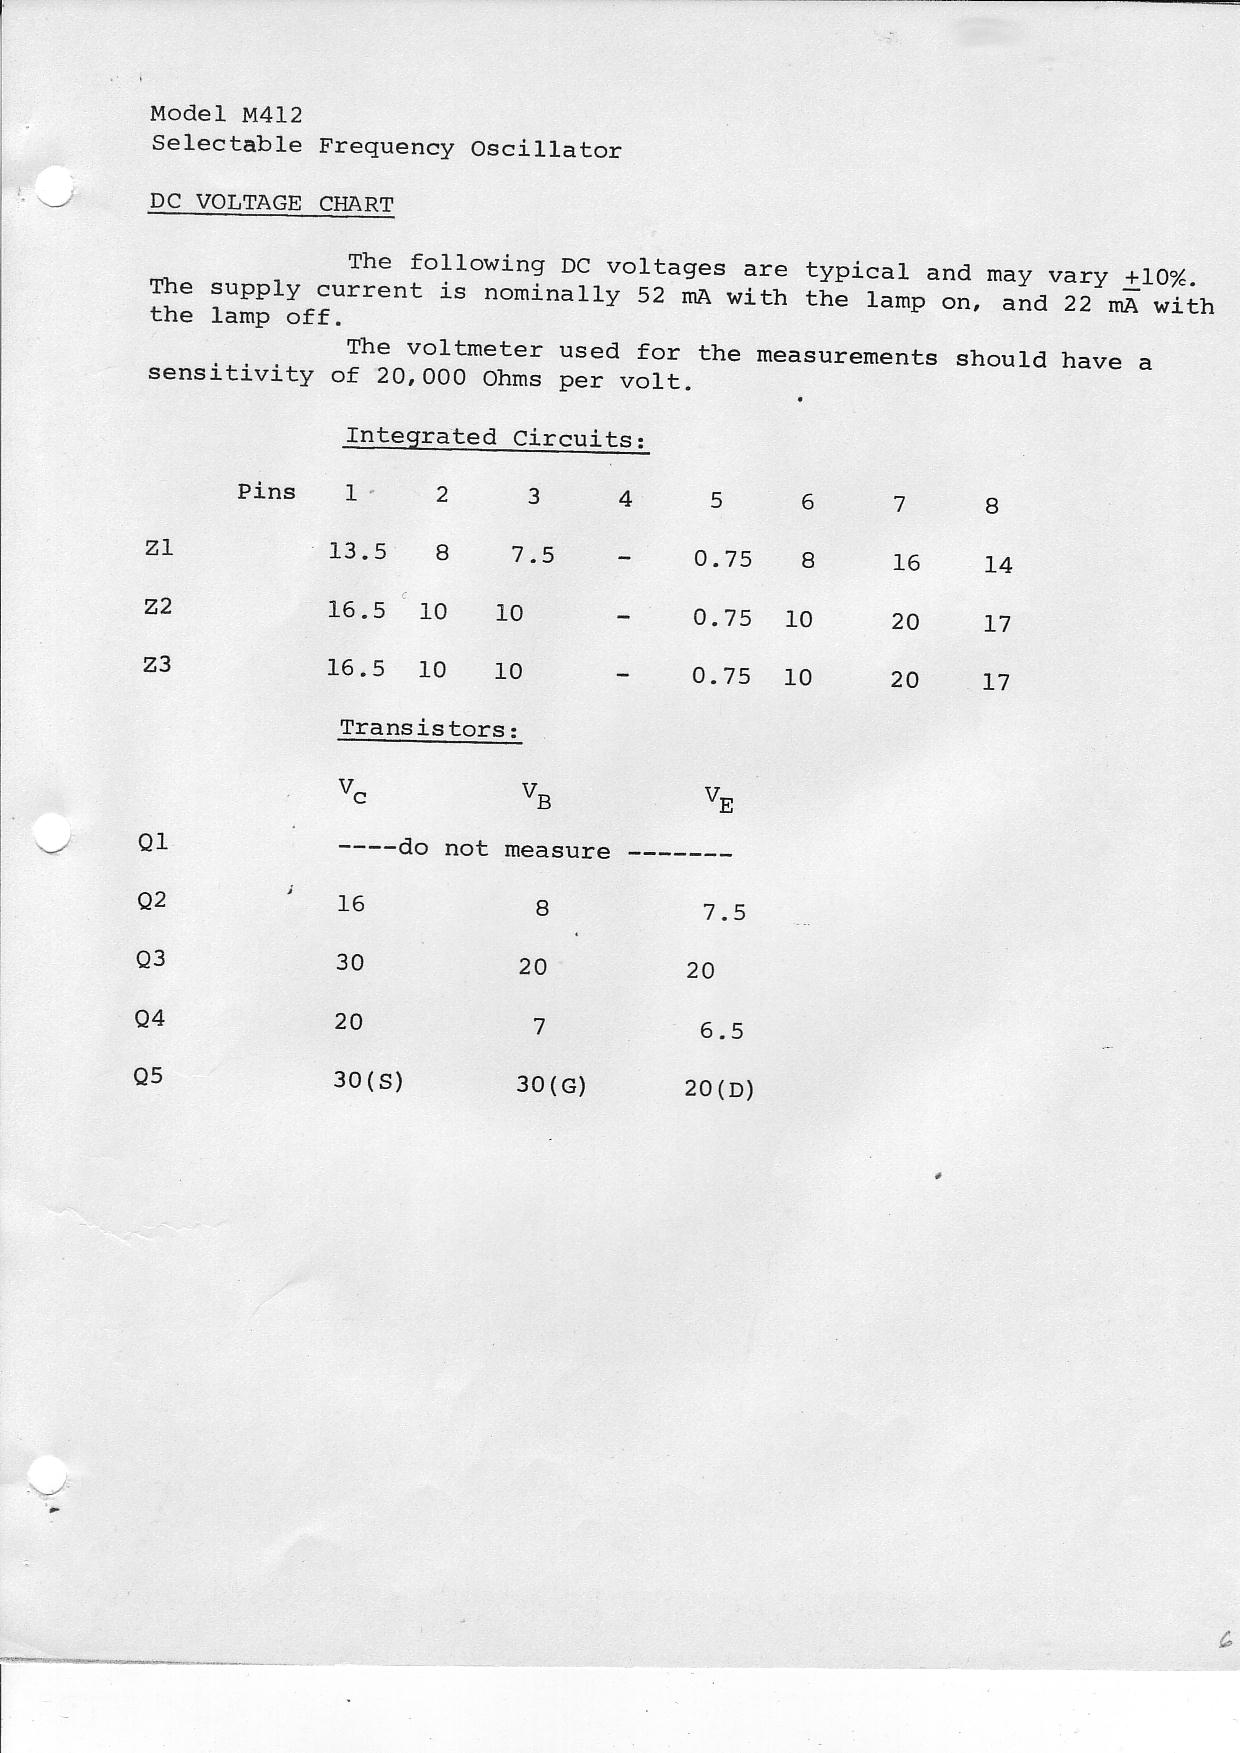 Model M412
Selectable Frequency Oscillator
DC VOLTAGE CHART
The following DC voltages are typical and may vary ±10%.
The supply current is nominally 52 mA with the lamp on, and 22 mA with
the lamp off.
The voltmeter used for the measurements should have a
sensitivity of 20,000 Ohms per volt.
Integrated Circuits:
Pins 1 2 3 4 5 6 7 8
Z1 13.5 8 7.5 - 0.75 8 16 14
Z2 16.5 10 10 - 0.75 10 20 17
Z3 16.5 10 10 - 0.75 10 20 17
Transistors:
VC VB VE
Q1 ----do not measure -------
Q2 16 8 7.5
Q3 30 20 20
Q4 20 7 6.5
Q5 30(S) 30(G) 20(D)
6